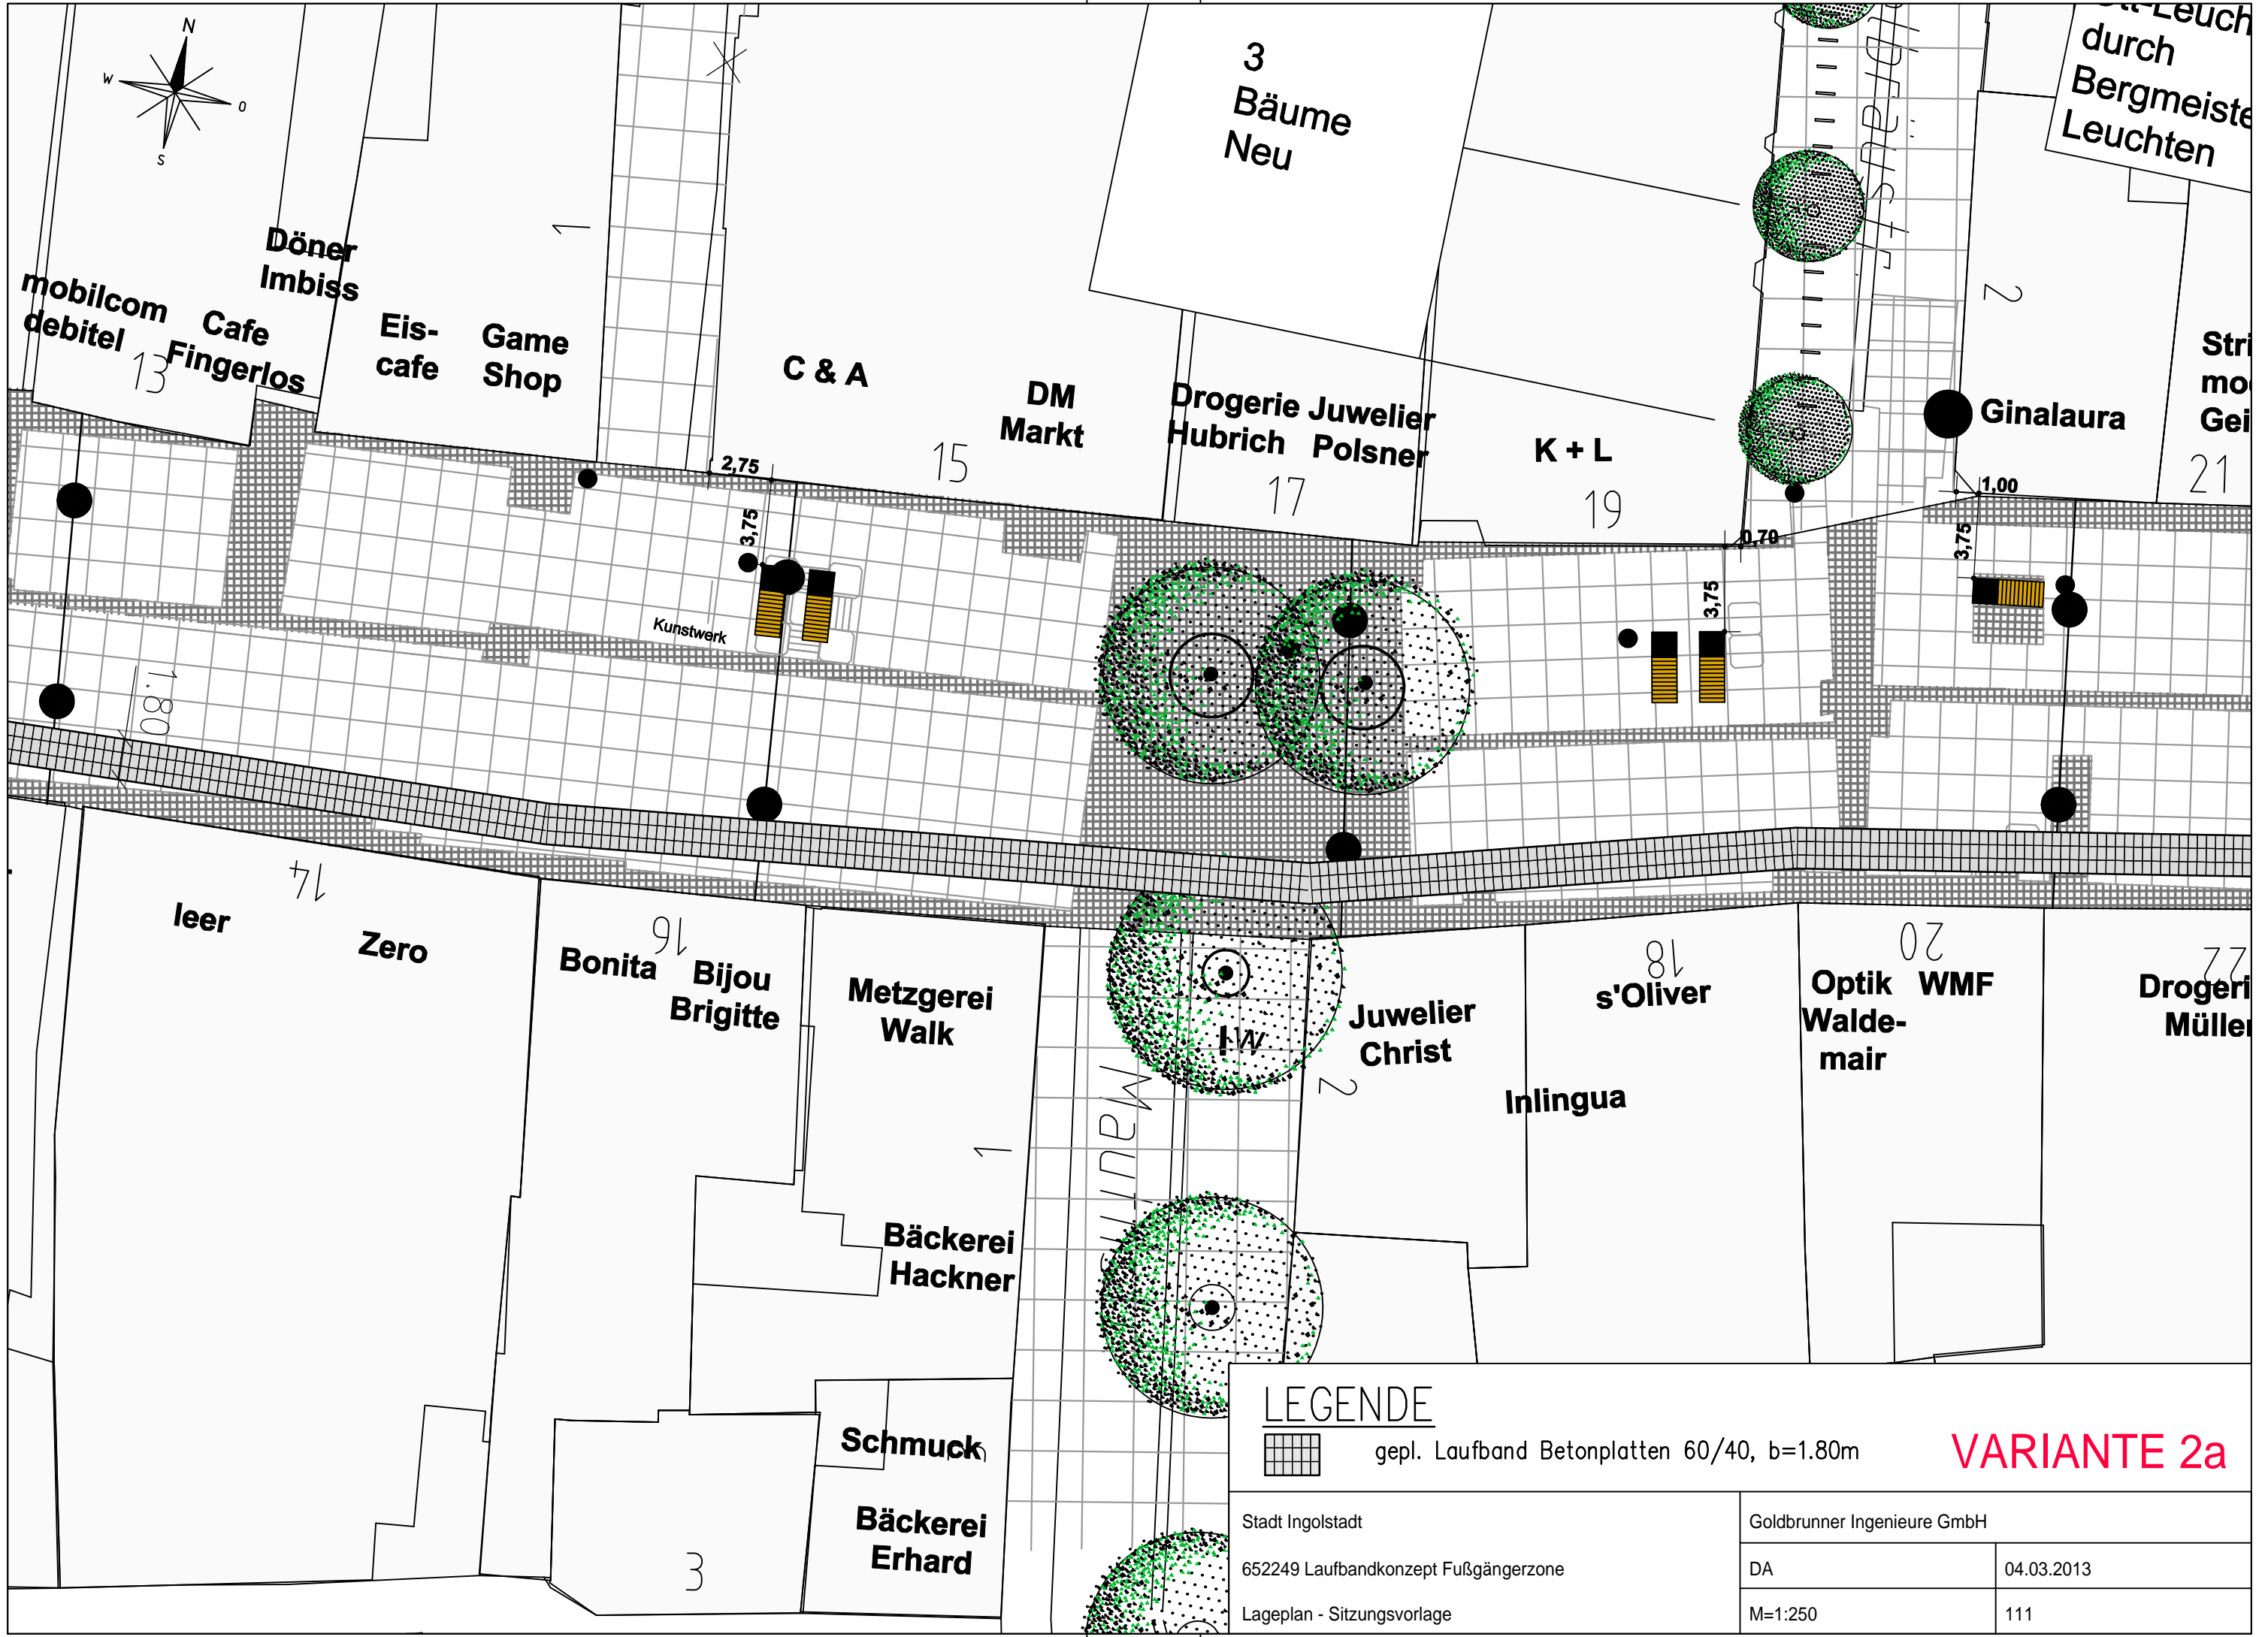 N
W
O
S
3
Bäume
Neu
durch
Leuchten
Döner
Imbiss
mobilcom
debitel
Cafe
Fingerlos
13
Eis-
cafe
Game
Shop
1
C & A
DM
Markt
15
Drogerie
Hubrich
Juwelier
Polsner
17
K + L
19
2
Ginalaura
21
2,75
3,75
Kunstwerk
0,70
3,75
1,00
3,75
1.80
14
leer
Zero
16
Bonita
Bijou
Brigitte
Metzgerei
Walk
1
Bäckerei
Hackner
Schmuck
Bäckerei
Erhard
3
2
Juwelier
Christ
18
s'Oliver
Inlingua
20
Optik
Walde-
mair
WMF
22
LEGENDE
gepl. Laufband Betonplatten 60/40, b=1.80m
VARIANTE 2a
Stadt Ingolstadt
Goldbrunner Ingenieure GmbH
652249 Laufbandkonzept Fußgängerzone
DA
04.03.2013
Lageplan - Sitzungsvorlage
M=1:250
111